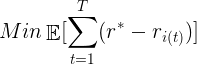 Min 𝔼[∑_{t=1}^{T}(r^* − r_{i(t)})]